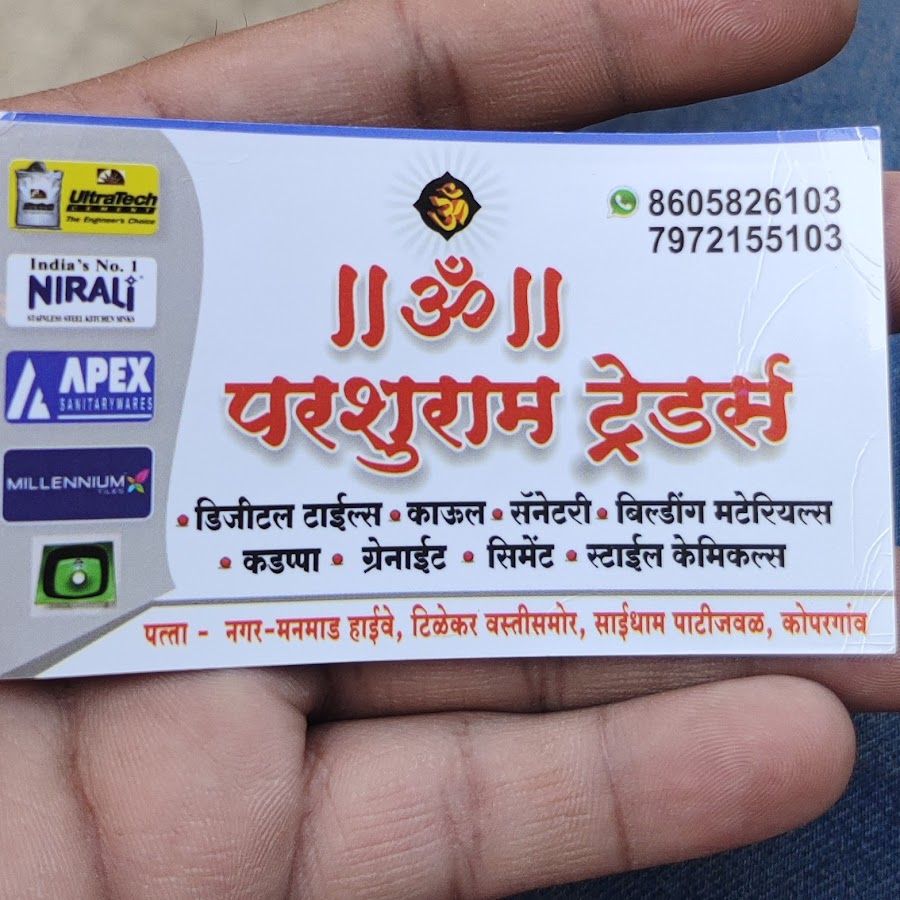 UltraTech
CEMENT
The Engineer's Choice
India's No. 1
NIRALI
STAINLESS STEEL KITCHEN SINKS
APEX
SANITARYWARES
MILLENNIUM
TILES
ॐ
8605826103
7972155103
||ॐ||
परशुराम ट्रेडर्स
• डिजीटल टाईल्स • काऊल • सॅनेटरी • बिल्डींग मटेरियल्स
• कडप्पा • ग्रेनाईट • सिमेंट • स्टाईल केमिकल्स
पत्ता - नगर-मनमाड हाईवे, टिळेकर वस्तीसमोर, साईधाम पाटीजवळ, कोपरगांव